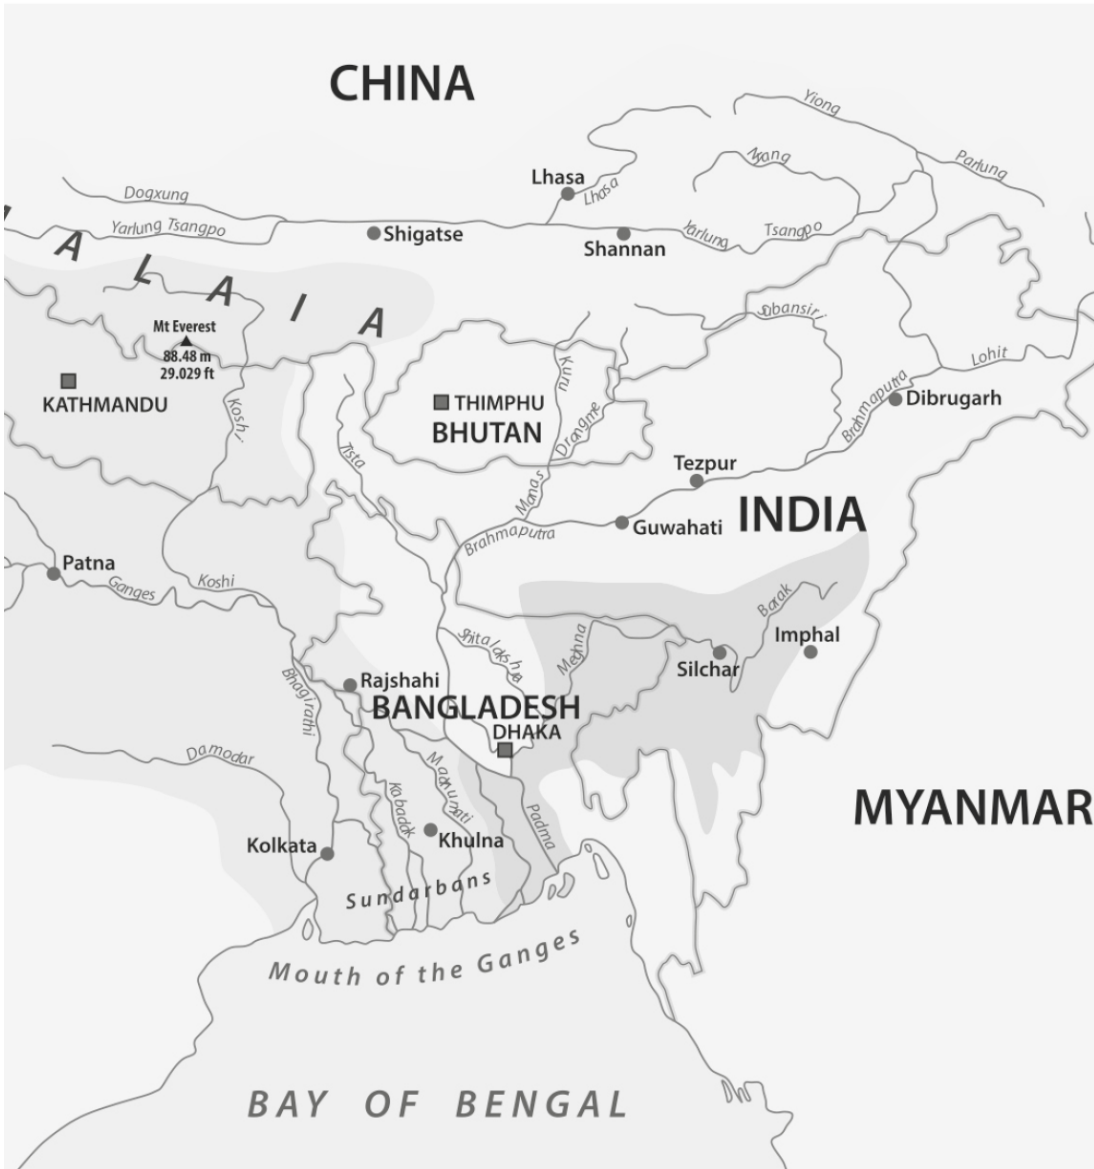 CHINA
Yiong
Nyang
Parlung
Lhasa
Lhasa
Dogxung
Yarlung Tsangpo
Shigatse
Shannan
Yarlung
Tsangpo
ALAIA
Mt Everest
88.48 m
29.029 ft
KATHMANDU
Koshi
Tista
THIMPHU
BHUTAN
Kuru
Drangme
Manas
Subansiri
Lohit
Brahmaputra
Dibrugarh
Tezpur
INDIA
Guwahati
Brahmaputra
Patna
Ganges
Koshi
Shitalakshya
Meghna
Barak
Imphal
Silchar
Rajshahi
BANGLADESH
DHAKA
Bhagirathi
Damodar
Kabadak
Madhumati
Padma
MYANMAR
Kolkata
Khulna
Sundarbans
Mouth of the Ganges
BAY OF BENGAL